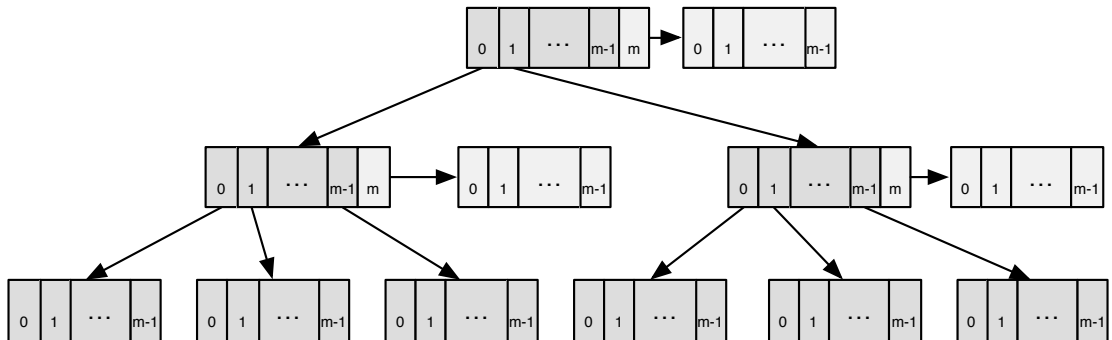 0 1 ... m-1 m 0 1 ... m-1
0 1 ... m-1 m 0 1 ... m-1 0 1 ... m-1 m 0 1 ... m-1
0 1 ... m-1 0 1 ... m-1 0 1 ... m-1 0 1 ... m-1 0 1 ... m-1 0 1 ... m-1